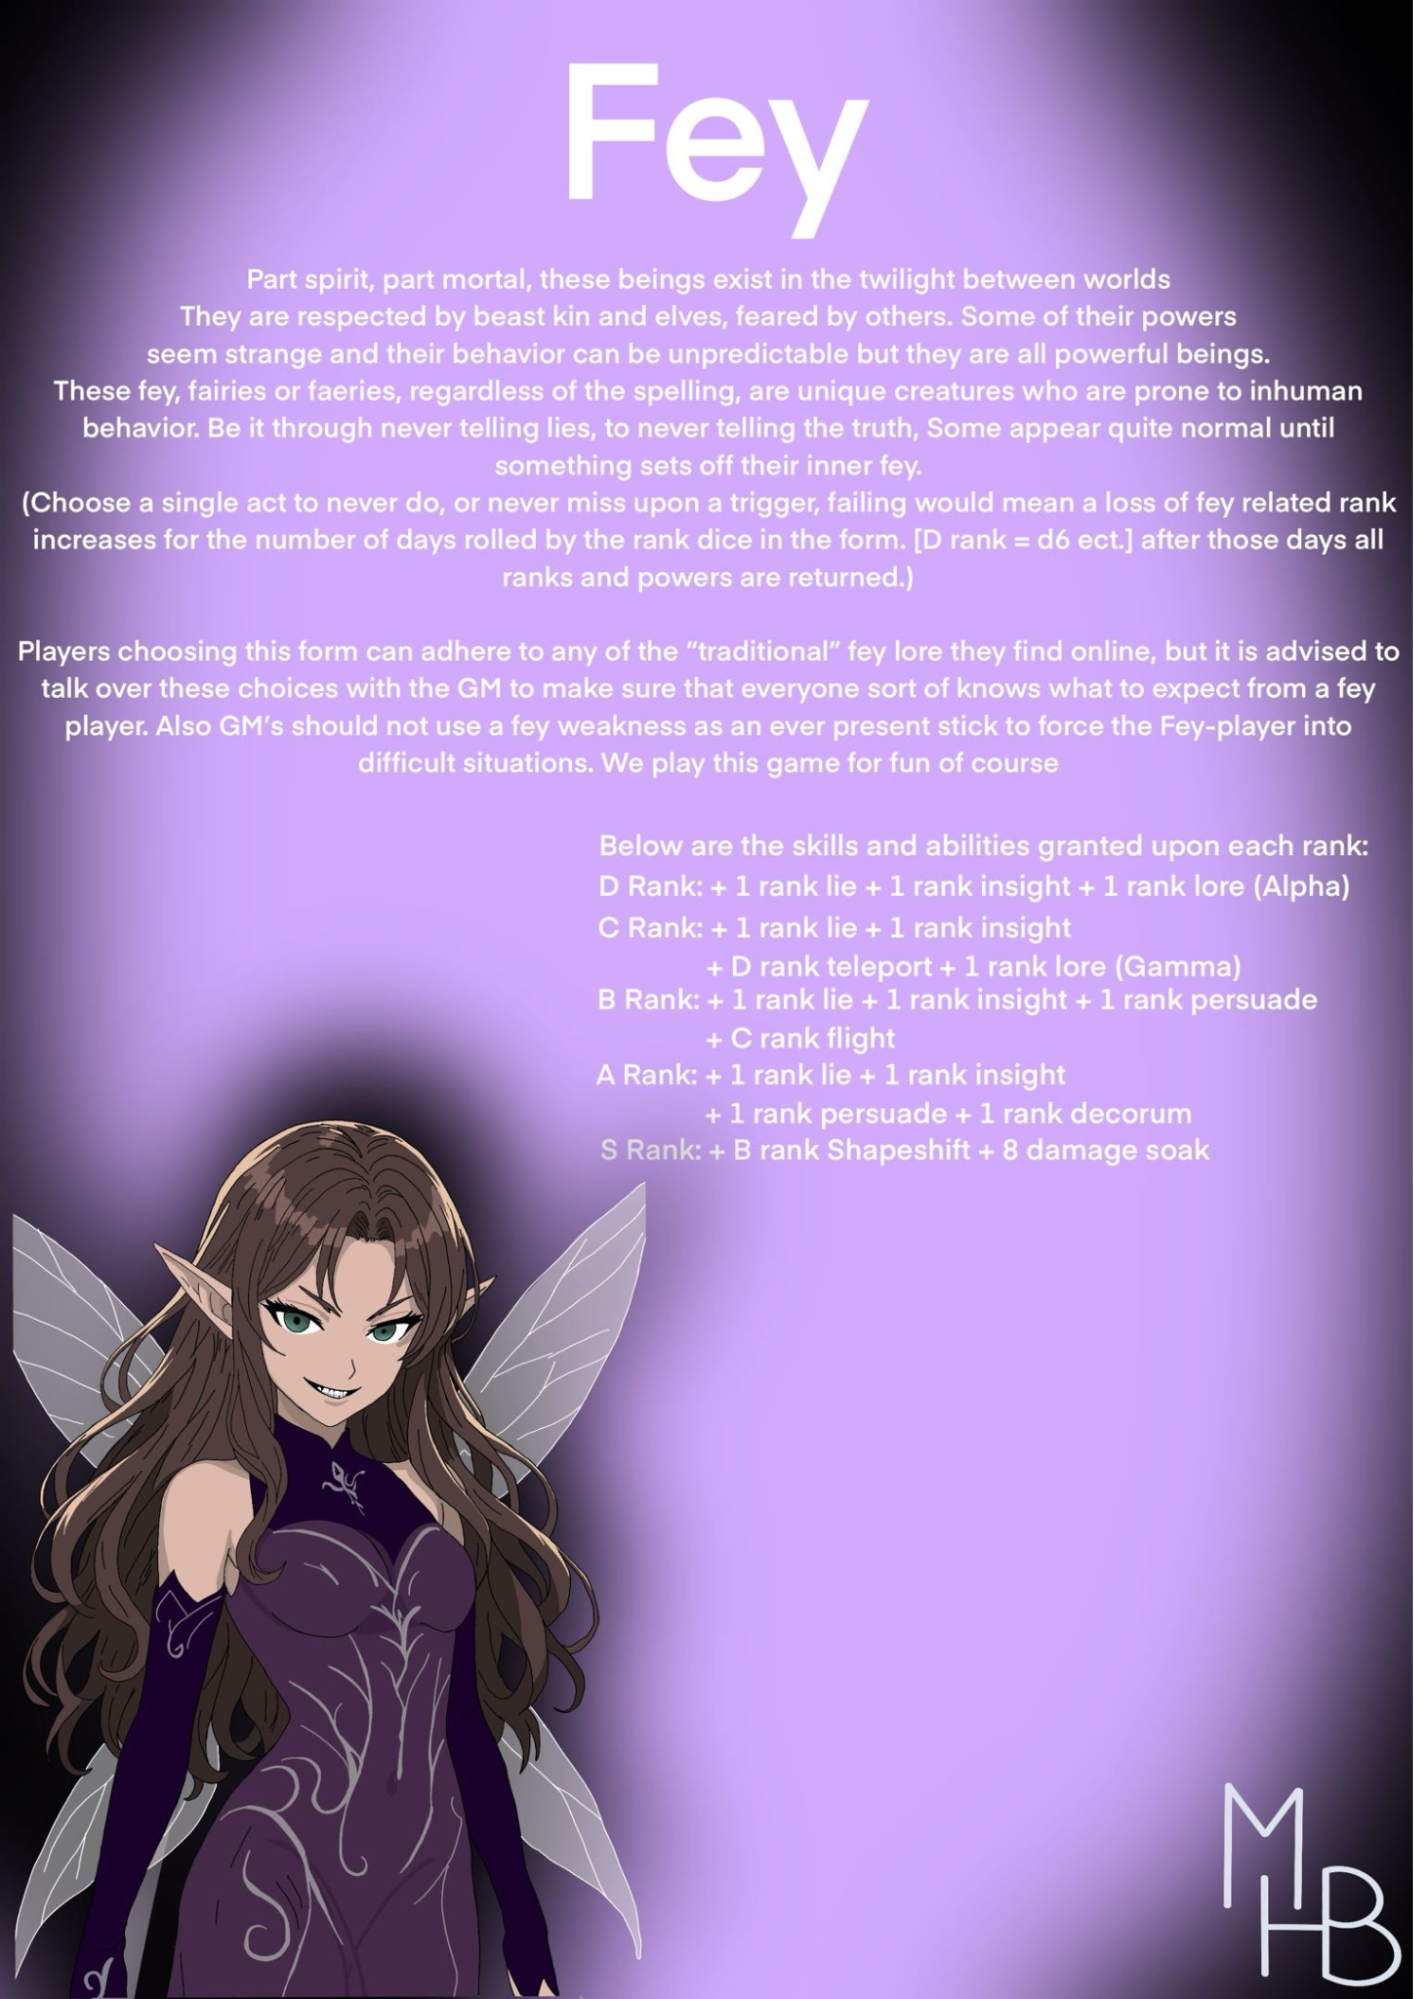 Fey
Part spirit, part mortal, these beings exist in the twilight between worlds
They are respected by beast kin and elves, feared by others. Some of their powers
seem strange and their behavior can be unpredictable but they are all powerful beings.
These fey, fairies or faeries, regardless of the spelling, are unique creatures who are prone to inhuman
behavior. Be it through never telling lies, to never telling the truth, Some appear quite normal until
something sets off their inner fey.
(Choose a single act to never do, or never miss upon a trigger, failing would mean a loss of fey related rank
increases for the number of days rolled by the rank dice in the form. [D rank = d6 ect.] after those days all
ranks and powers are returned.)
Players choosing this form can adhere to any of the “traditional” fey lore they find online, but it is advised to
talk over these choices with the GM to make sure that everyone sort of knows what to expect from a fey
player. Also GM’s should not use a fey weakness as an ever present stick to force the Fey-player into
difficult situations. We play this game for fun of course
Below are the skills and abilities granted upon each rank:
D Rank: + 1 rank lie + 1 rank insight + 1 rank lore (Alpha)
C Rank: + 1 rank lie + 1 rank insight
+ D rank teleport + 1 rank lore (Gamma)
B Rank: + 1 rank lie + 1 rank insight + 1 rank persuade
+ C rank flight
A Rank: + 1 rank lie + 1 rank insight
+ 1 rank persuade + 1 rank decorum
S Rank: + B rank Shapeshift + 8 damage soak
MHB